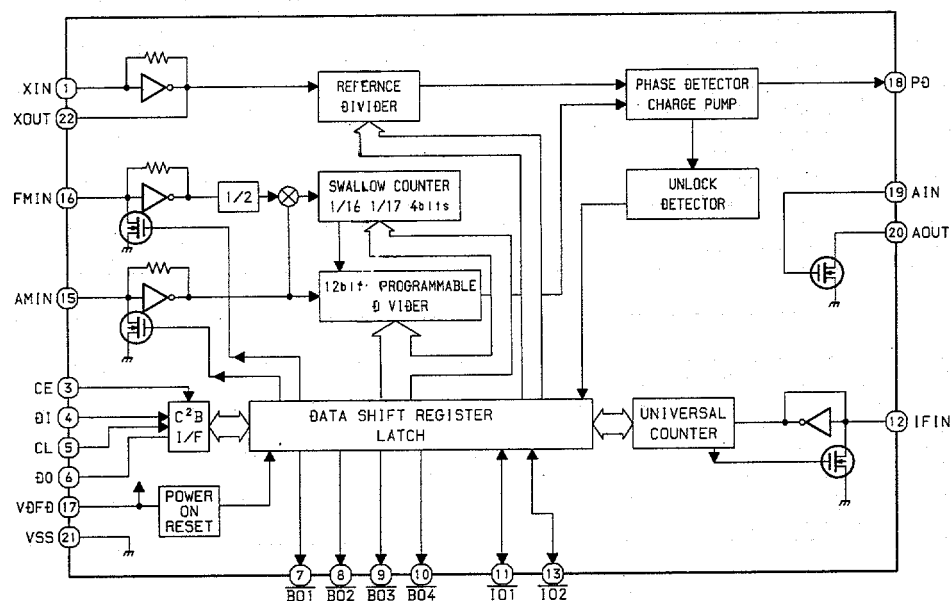 XIN 1
XOUT 22
REFERNCE
DIVIDER
PHASE DETECTOR
CHARGE PUMP
18 PD
FMIN 16
1/2
SWALLOW COUNTER
1/16 1/17 4bits
UNLOCK
DETECTOR
19 AIN
20 AOUT
AMIN 15
12bit PROGRAMMABLE
D VIDER
CE 3
DI 4
CL 5
DO 6
C²B
I/F
DATA SHIFT REGISTER
LATCH
UNIVERSAL
COUNTER
12 IFIN
VDFD 17
POWER
ON
RESET
VSS 21
7 8 9 10 11 13
BO1 BO2 BO3 BO4 IO1 IO2